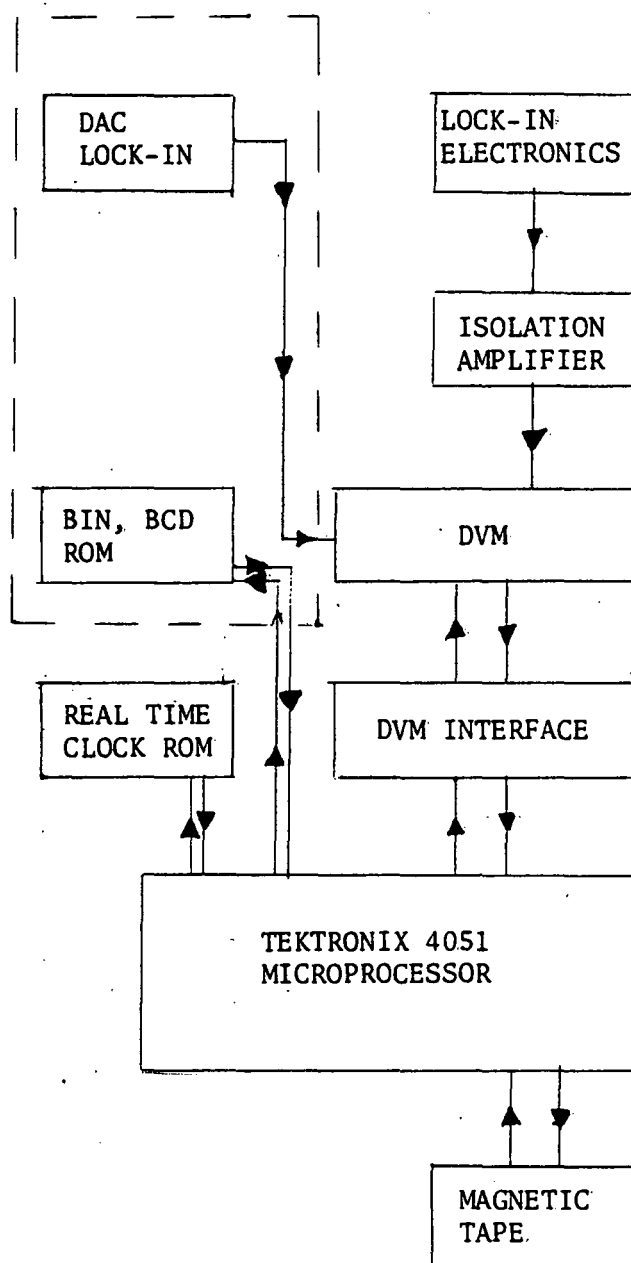 DAC
LOCK-IN
LOCK-IN
ELECTRONICS
ISOLATION
AMPLIFIER
BIN, BCD
ROM
DVM
REAL TIME
CLOCK ROM
DVM INTERFACE
TEKTRONIX 4051
MICROPROCESSOR
MAGNETIC
TAPE.